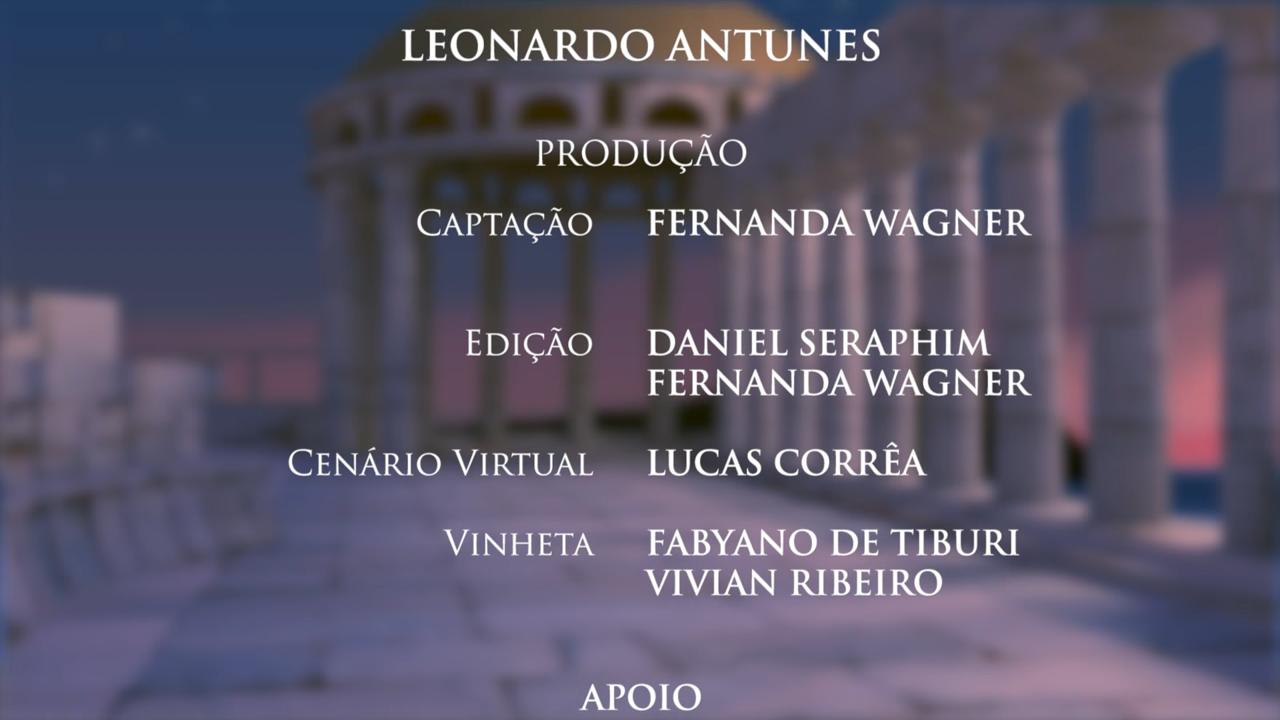 LEONARDO ANTUNES
PRODUÇÃO
CAPTAÇÃO FERNANDA WAGNER
EDIÇÃO DANIEL SERAPHIM
FERNANDA WAGNER
CENÁRIO VIRTUAL LUCAS CORRÊA
VINHETA FABYANO DE TIBURI
VIVIAN RIBEIRO
APOIO